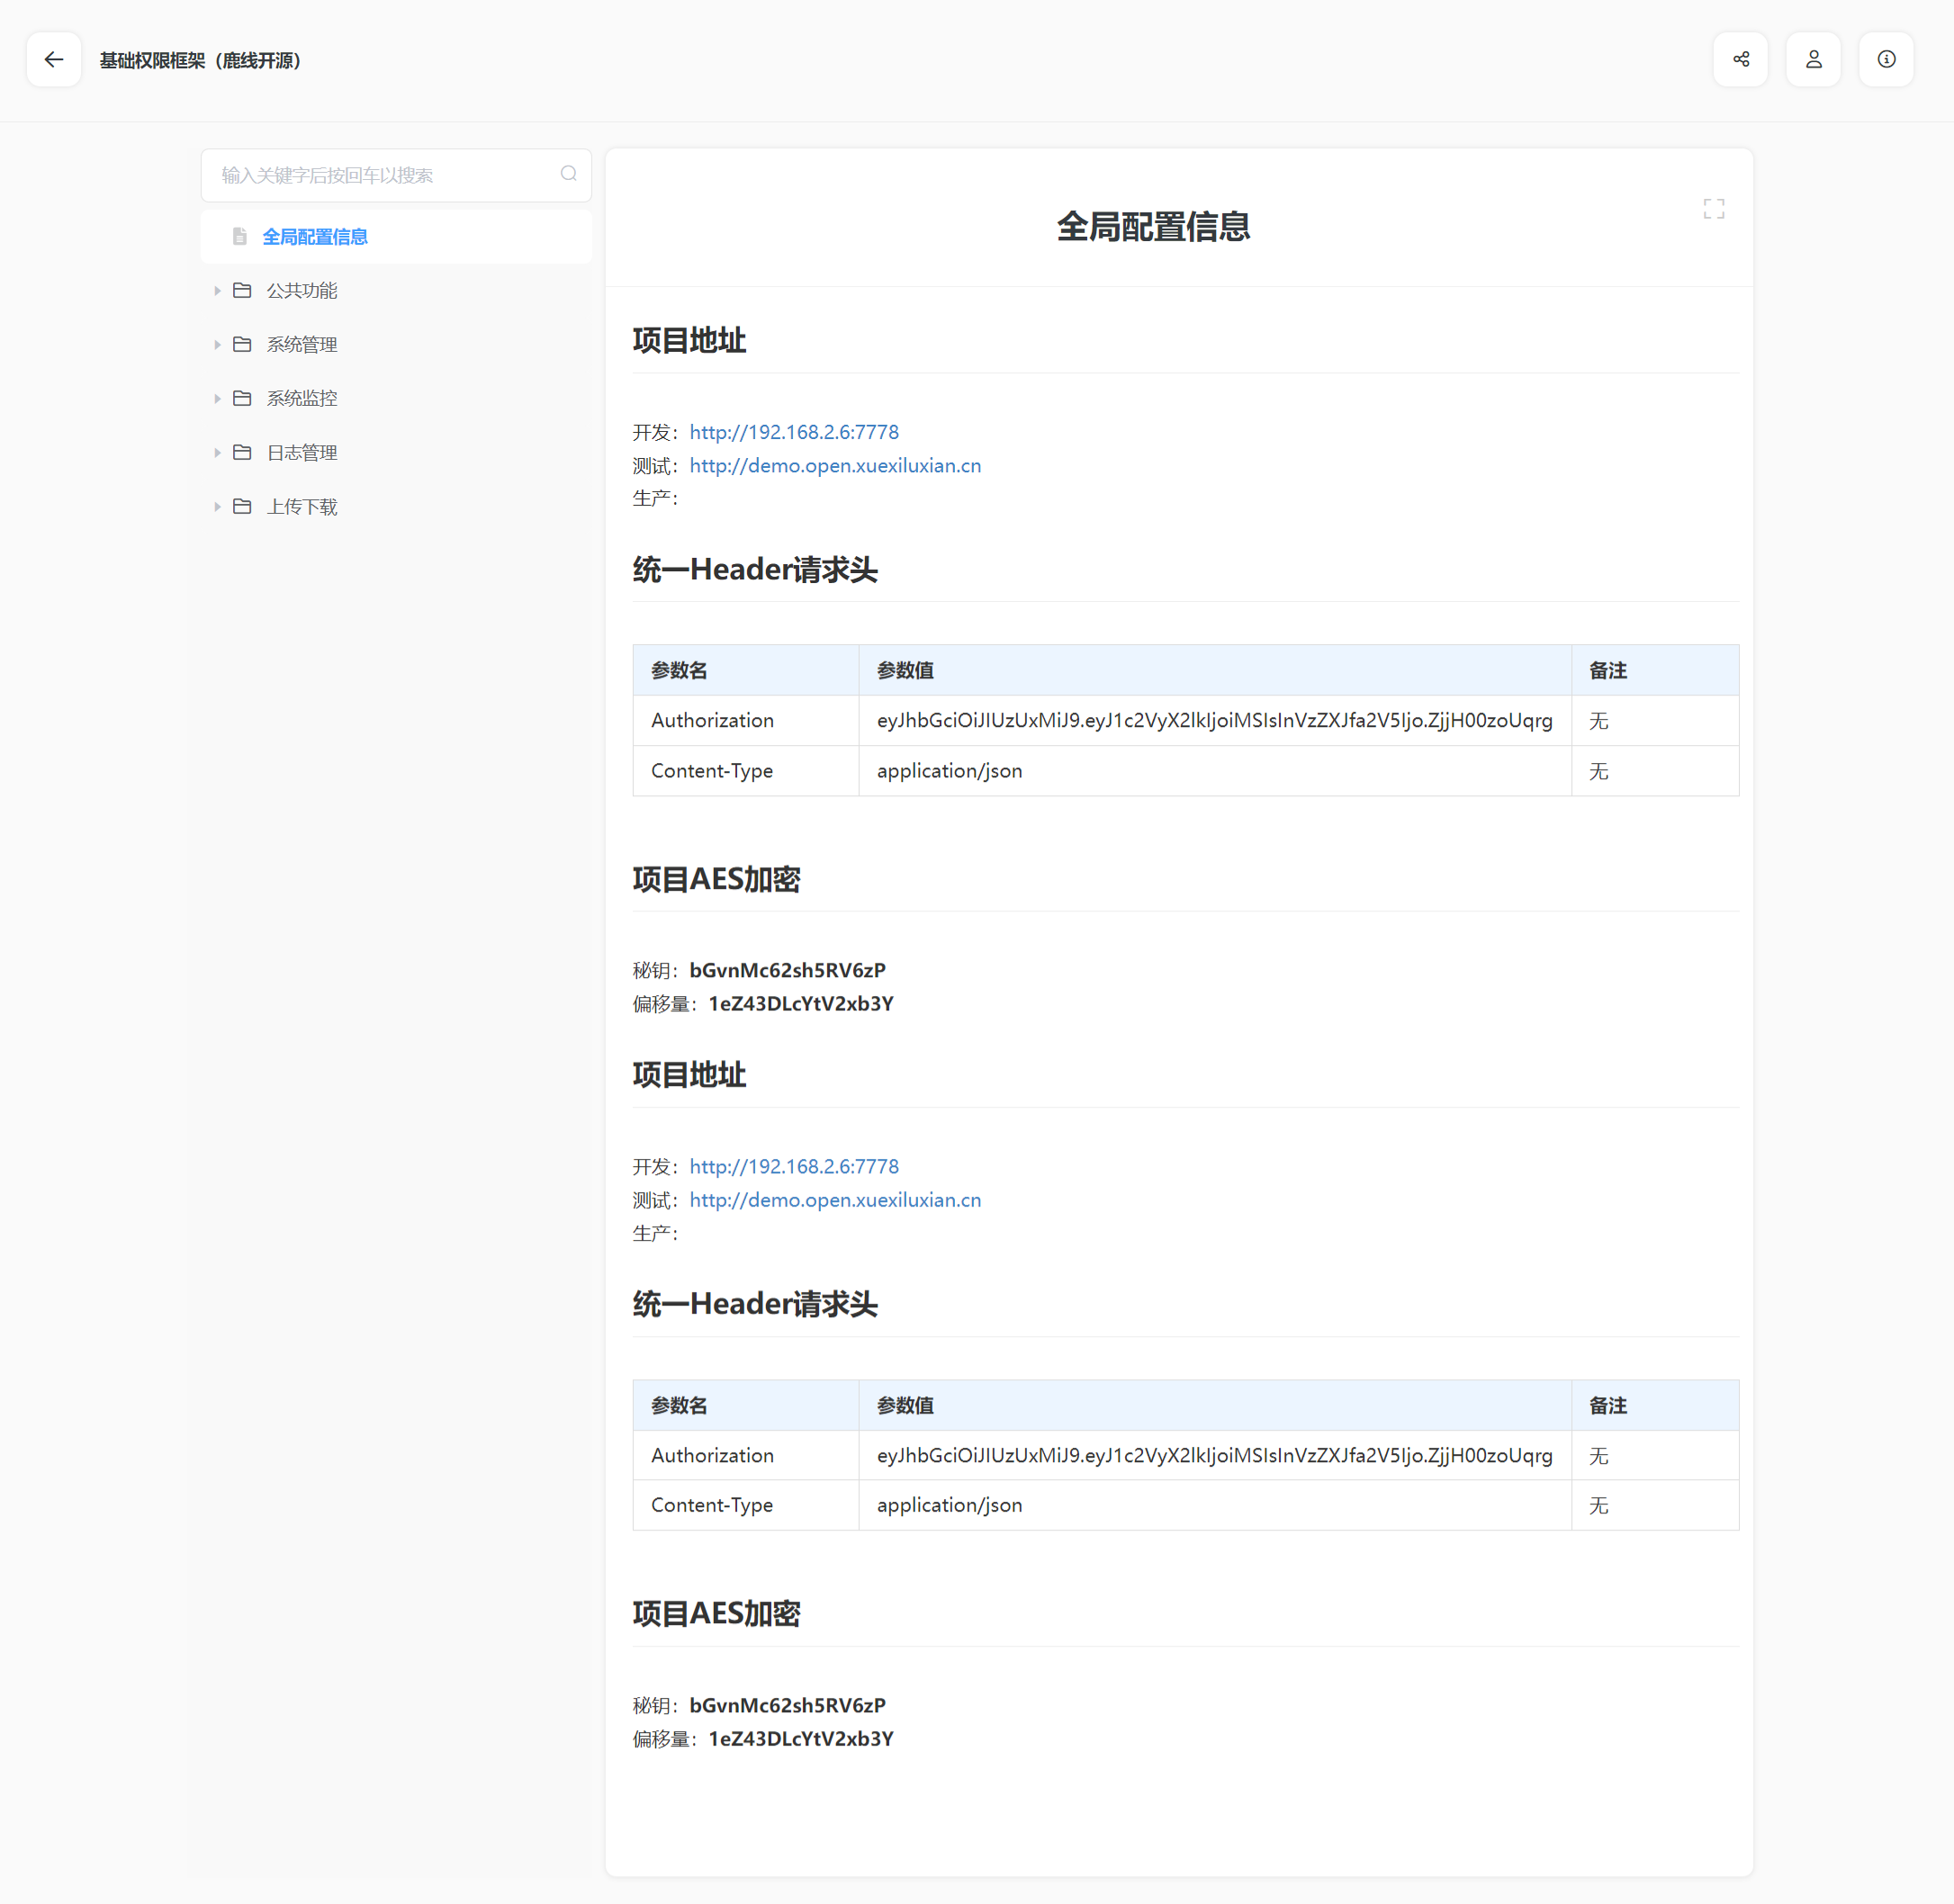 基础权限框架（鹿线开源）
输入关键字后按回车以搜索
全局配置信息
公共功能
系统管理
系统监控
日志管理
上传下载
全局配置信息
项目地址
开发：http://192.168.2.6:7778
测试：http://demo.open.xuexiluxian.cn
生产：
统一Header请求头
参数名 参数值 备注
Authorization eyJhbGciOiJIUzUxMiJ9.eyJ1c2VyX2lkIjoiMSIsInVzZXJfa2V5Ijo.ZjjH00zoUqrg 无
Content-Type application/json 无
项目AES加密
秘钥：bGvnMc62sh5RV6zP
偏移量：1eZ43DLcYtV2xb3Y
项目地址
开发：http://192.168.2.6:7778
测试：http://demo.open.xuexiluxian.cn
生产：
统一Header请求头
参数名 参数值 备注
Authorization eyJhbGciOiJIUzUxMiJ9.eyJ1c2VyX2lkIjoiMSIsInVzZXJfa2V5Ijo.ZjjH00zoUqrg 无
Content-Type application/json 无
项目AES加密
秘钥：bGvnMc62sh5RV6zP
偏移量：1eZ43DLcYtV2xb3Y